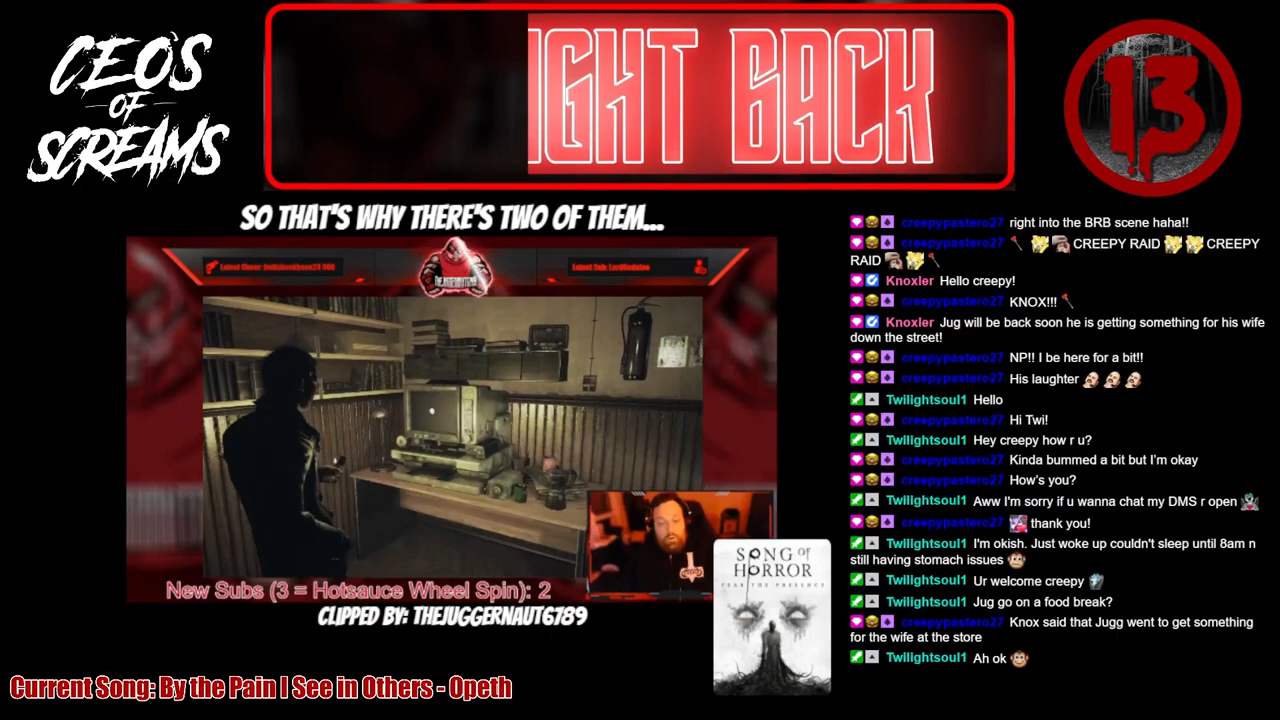 CEO'S
OF
SCREAMS
IGHT BACK
13
SO THAT'S WHY THERE'S TWO OF THEM...
THEJUGGERNAUT
New Subs (3 = Hotsauce Wheel Spin): 2
CLIPPED BY: THEJUGGERNAUT6789
SONG OF
HORROR
FEAR THE PRESENCE
Current Song: By the Pain I See in Others - Opeth
creepypastero27 right into the BRB scene haha!!
creepypastero27 CREEPY RAID CREEPY
RAID
Knoxler Hello creepy!
creepypastero27 KNOX!!!
Knoxler Jug will be back soon he is getting something for his wife
down the street!
creepypastero27 NP!! I be here for a bit!!
creepypastero27 His laughter
Twilightsoul1 Hello
creepypastero27 Hi Twi!
Twilightsoul1 Hey creepy how r u?
creepypastero27 Kinda bummed a bit but I'm okay
creepypastero27 How's you?
Twilightsoul1 Aww I'm sorry if u wanna chat my DMS r open
creepypastero27 thank you!
Twilightsoul1 I'm okish. Just woke up couldn't sleep until 8am n
still having stomach issues
Twilightsoul1 Ur welcome creepy
Twilightsoul1 Jug go on a food break?
creepypastero27 Knox said that Jugg went to get something
for the wife at the store
Twilightsoul1 Ah ok